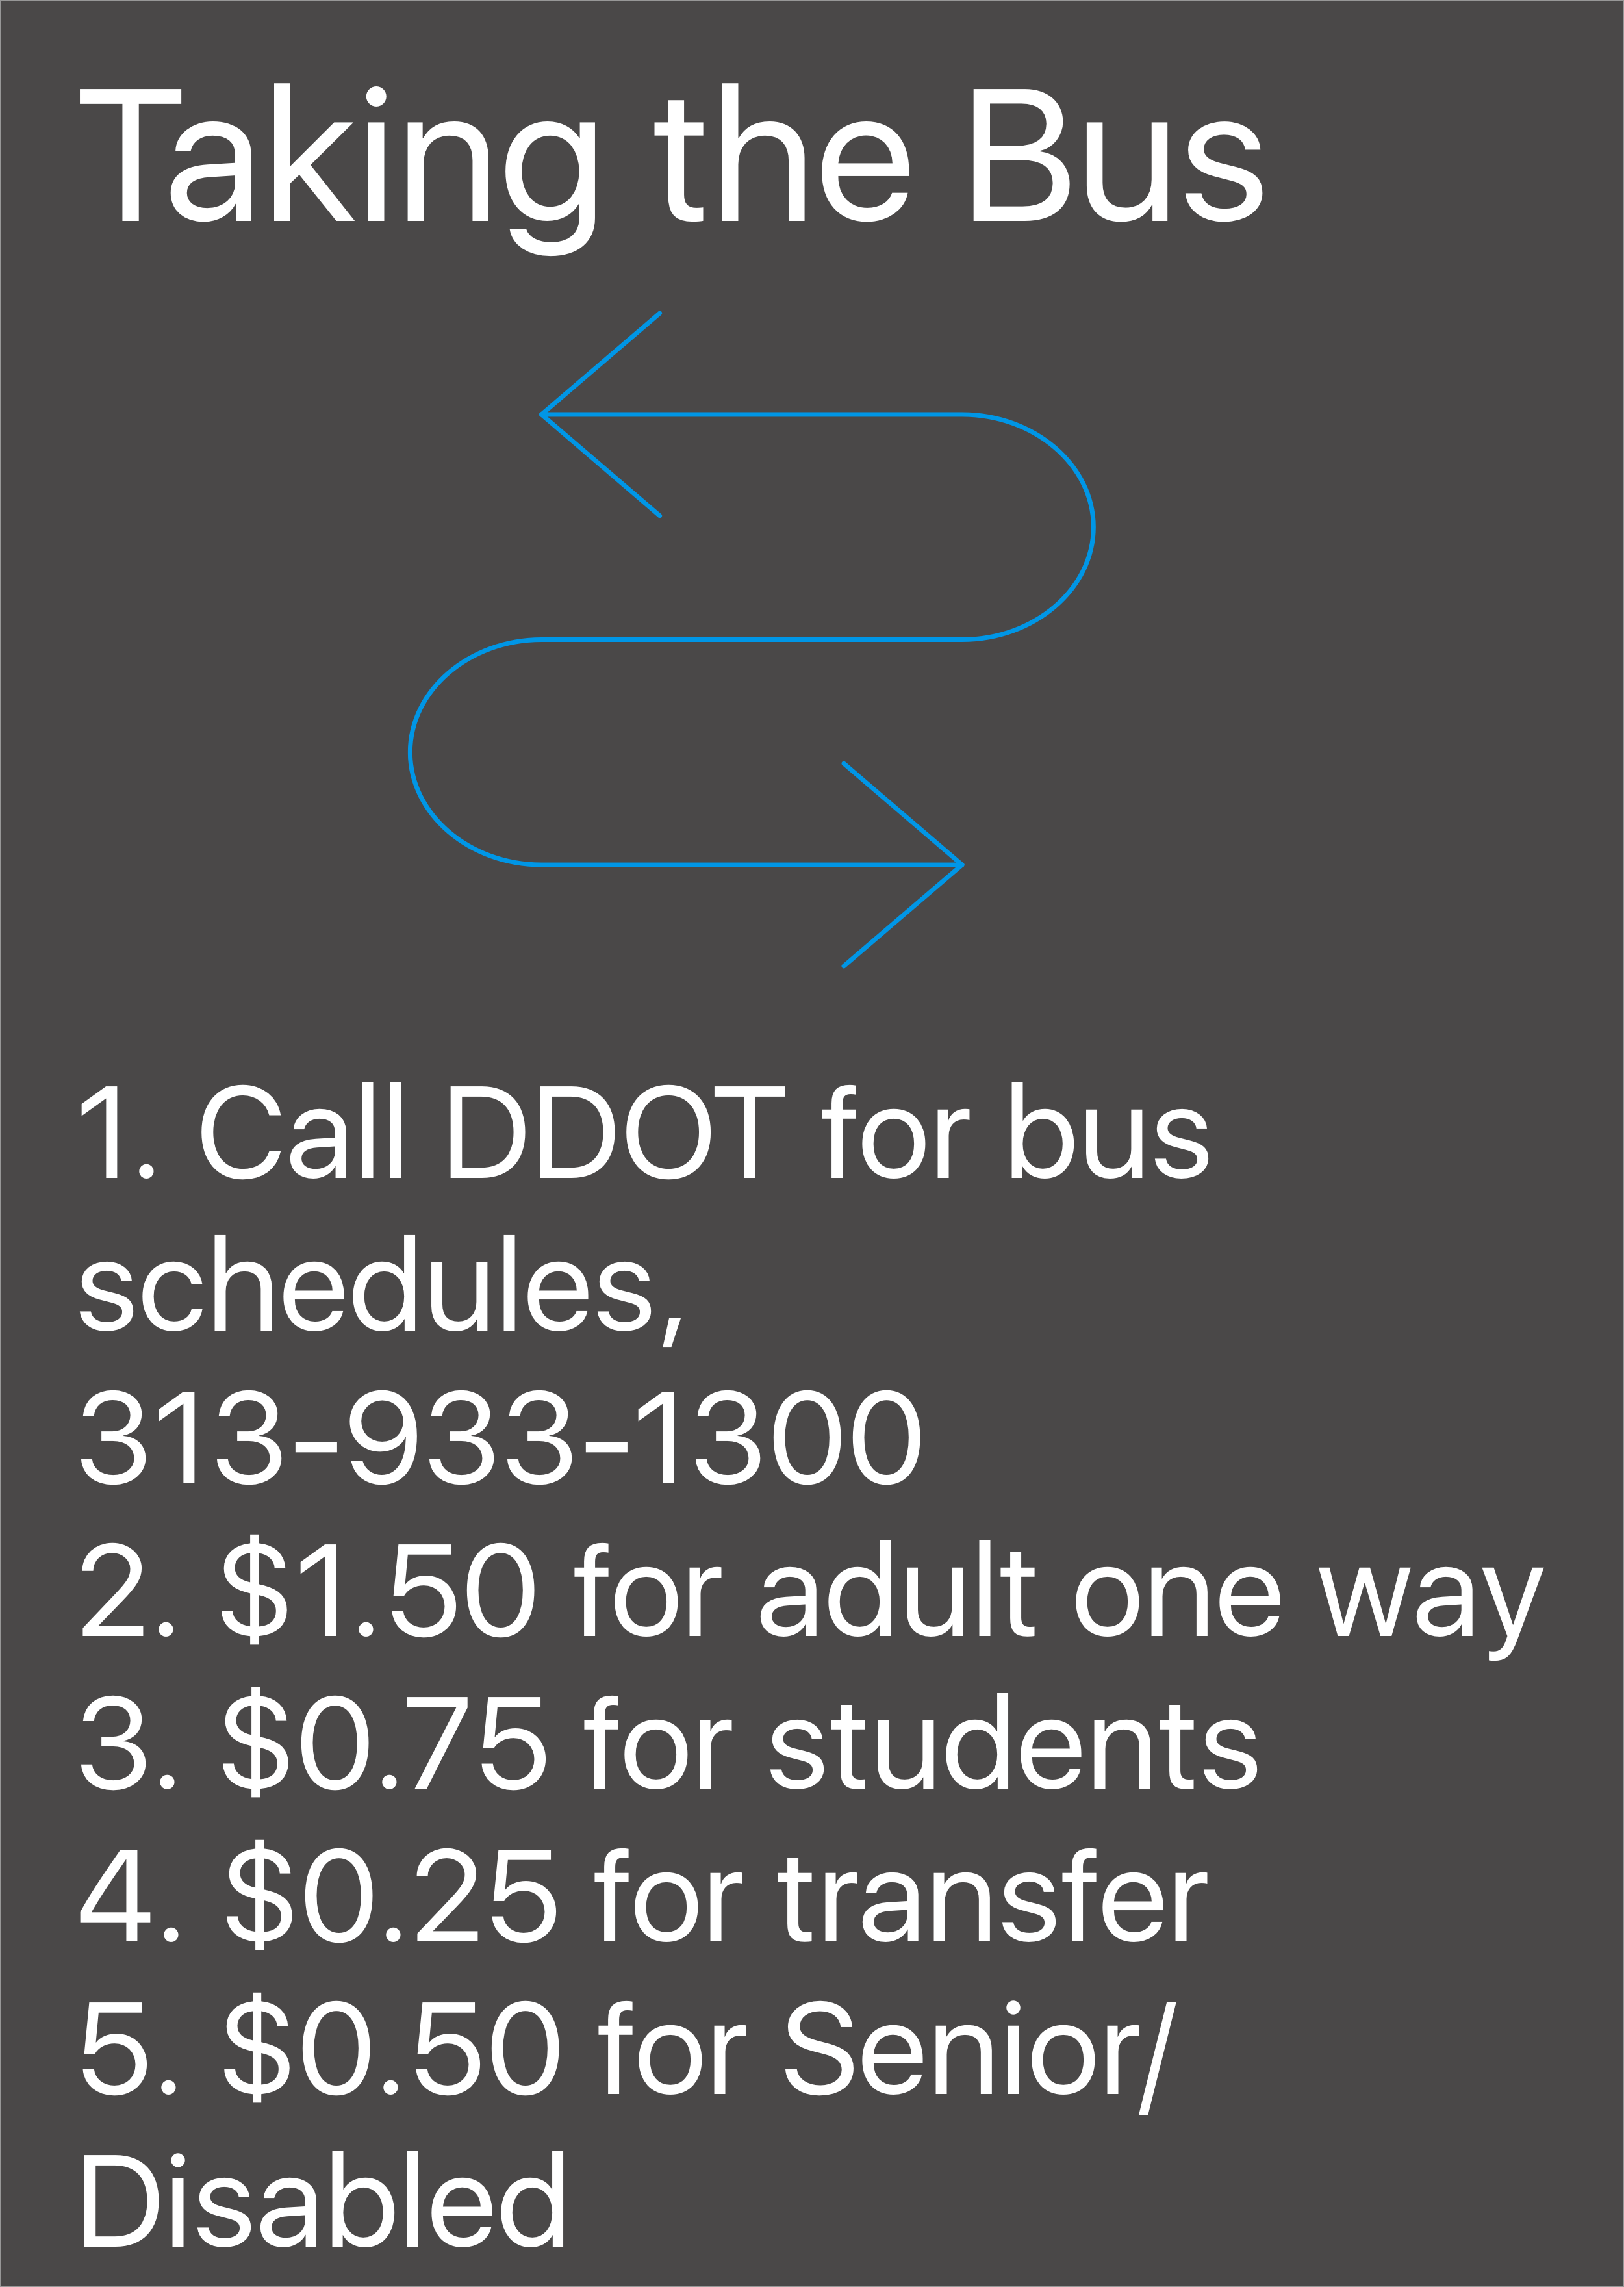 Taking the Bus
1. Call DDOT for bus
schedules,
313-933-1300
2. $1.50 for adult one way
3. $0.75 for students
4. $0.25 for transfer
5. $0.50 for Senior/
Disabled